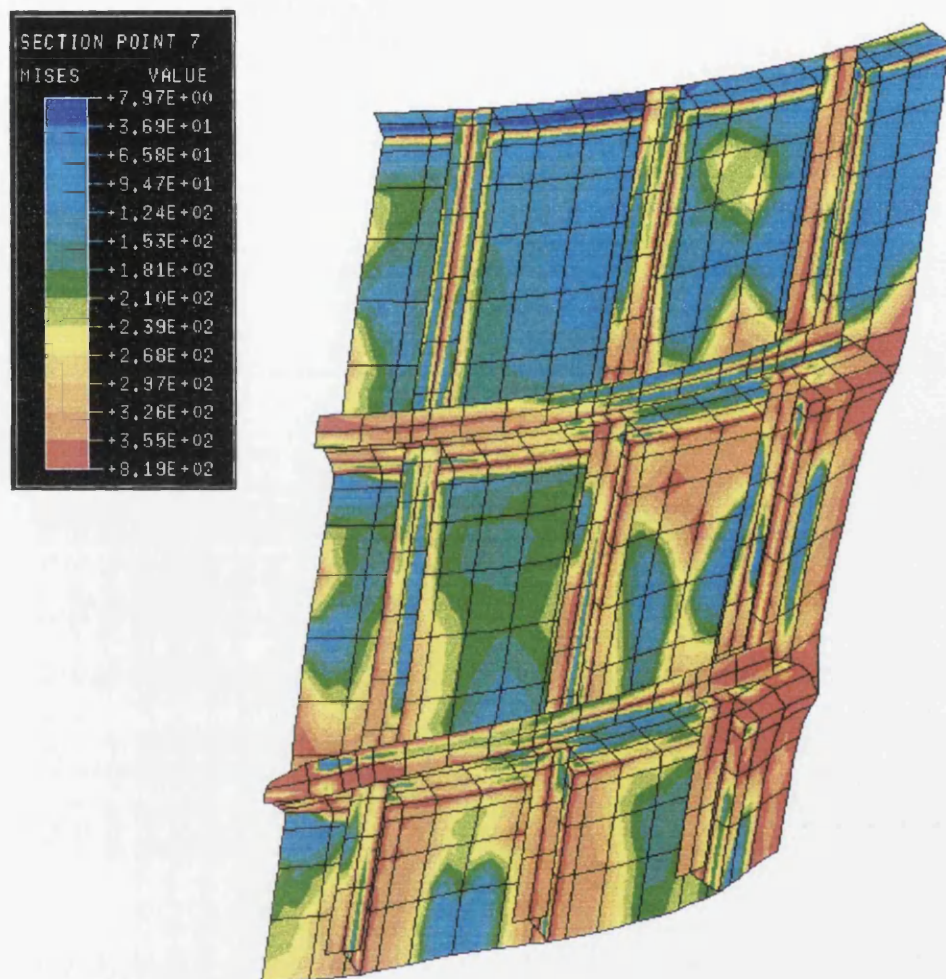 SECTION POINT 7
MISES VALUE
+7.97E+00
+3.69E+01
+6.58E+01
+9.47E+01
+1.24E+02
+1.53E+02
+1.81E+02
+2.10E+02
+2.39E+02
+2.68E+02
+2.97E+02
+3.26E+02
+3.55E+02
+8.19E+02